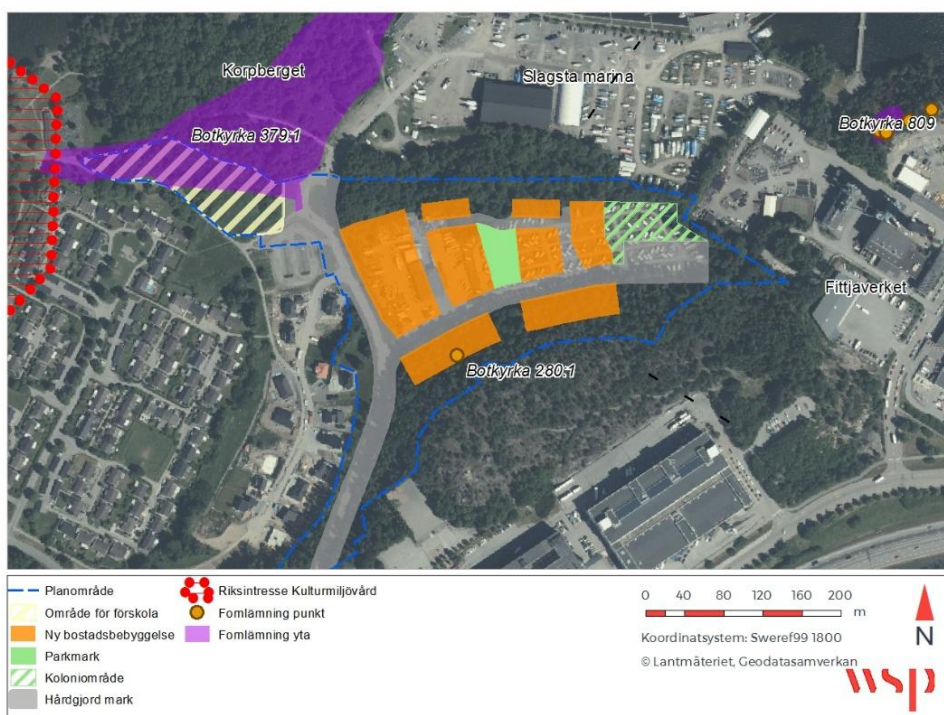 Korpberget
Slagsta marina
Botkyrka 379:1
Botkyrka 809
Fittjaverket
Botkyrka 280:1
Planområde
Område för förskola
Ny bostadsbebyggelse
Parkmark
Koloniområde
Hårdgjord mark
Riksintresse Kulturmiljövård
Fornlämning punkt
Fornlämning yta
0 40 80 120 160 200
m
Koordinatsystem: Sweref99 1800
© Lantmäteriet, Geodatasamverkan
N
wsp